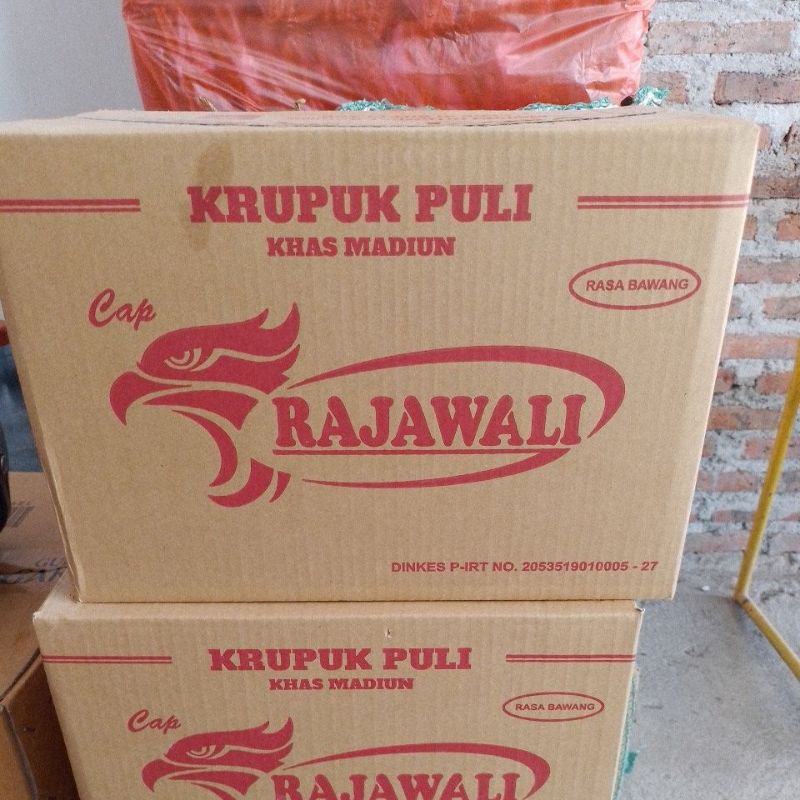 KRUPUK PULI
KHAS MADIUN
RASA BAWANG
Cap
RAJAWALI
DINKES P-IRT NO. 2053519010005 - 27
KRUPUK PULI
KHAS MADIUN
RASA BAWANG
Cap
RAJAWALI